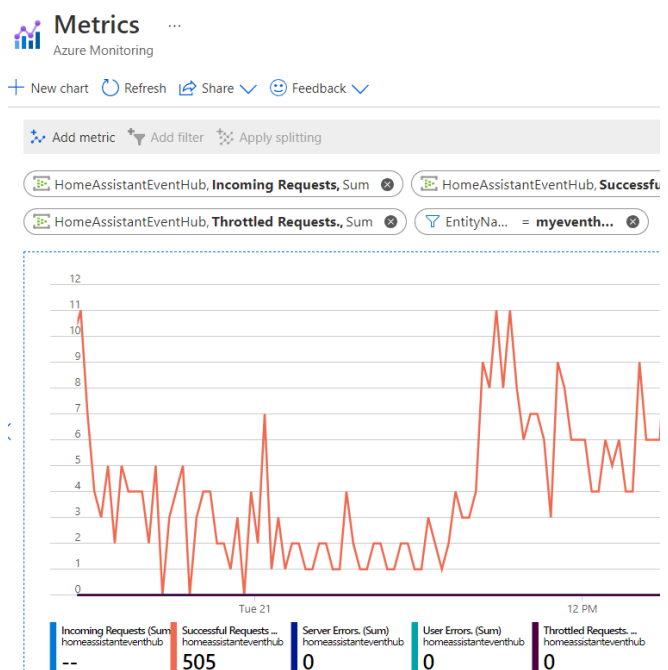 Metrics ...
Azure Monitoring
New chart Refresh Share Feedback
Add metric Add filter Apply splitting
HomeAssistantEventHub, Incoming Requests, Sum HomeAssistantEventHub, Successfu
HomeAssistantEventHub, Throttled Requests., Sum EntityNa... = myeventh...
12
11
10
9
8
7
6
5
4
3
2
1
0
Tue 21 12 PM
Incoming Requests (Sum Successful Requests ... Server Errors. (Sum) User Errors. (Sum) Throttled Requests. ...
homeassistanteventhub homeassistanteventhub homeassistanteventhub homeassistanteventhub homeassistanteventhub
-- 505 0 0 0